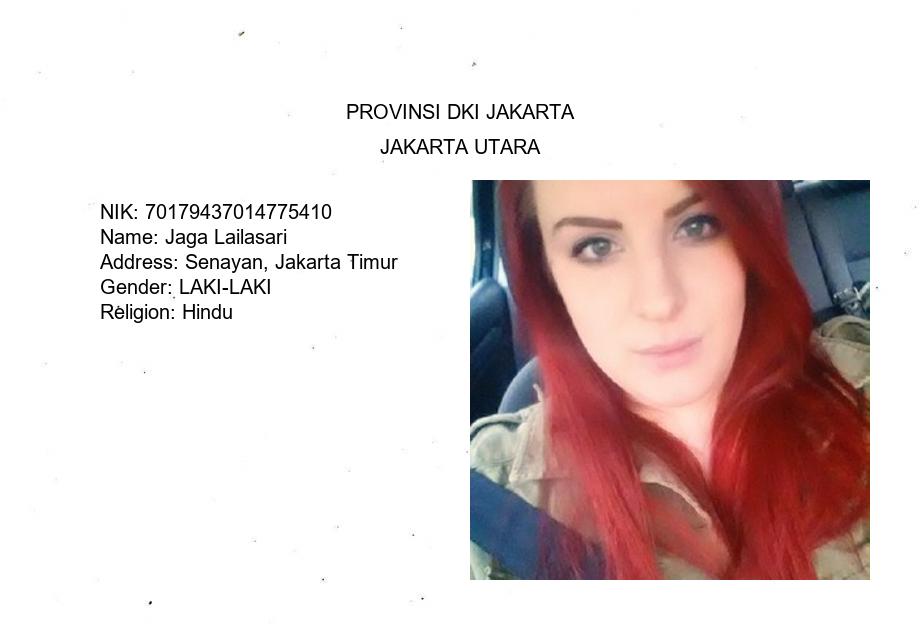 PROVINSI DKI JAKARTA
JAKARTA UTARA
NIK: 70179437014775410
Name: Jaga Lailasari
Address: Senayan, Jakarta Timur
Gender: LAKI-LAKI
Religion: Hindu